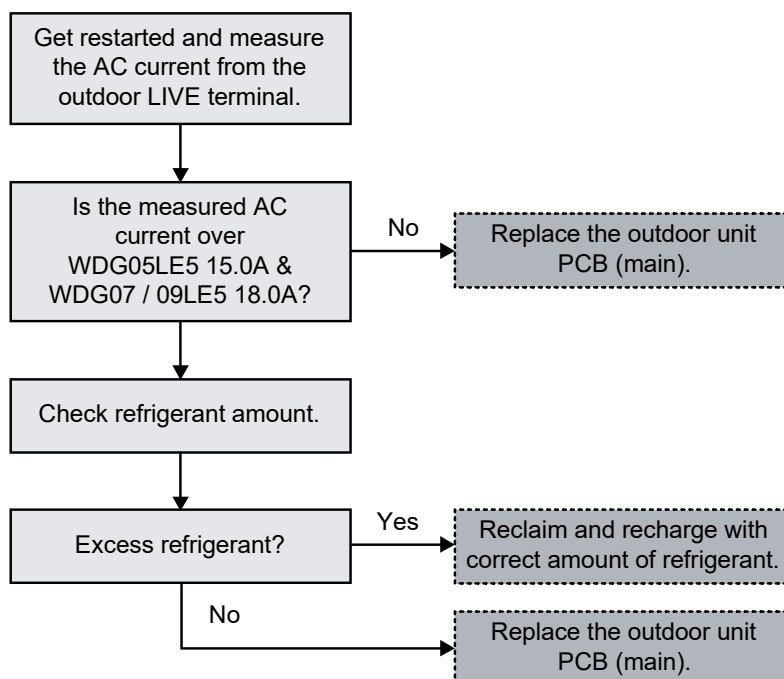 Get restarted and measure
the AC current from the
outdoor LIVE terminal.
Is the measured AC
current over
WDG05LE5 15.0A &
WDG07 / 09LE5 18.0A?
No
Replace the outdoor unit
PCB (main).
Check refrigerant amount.
Excess refrigerant?
Yes
Reclaim and recharge with
correct amount of refrigerant.
No
Replace the outdoor unit
PCB (main).